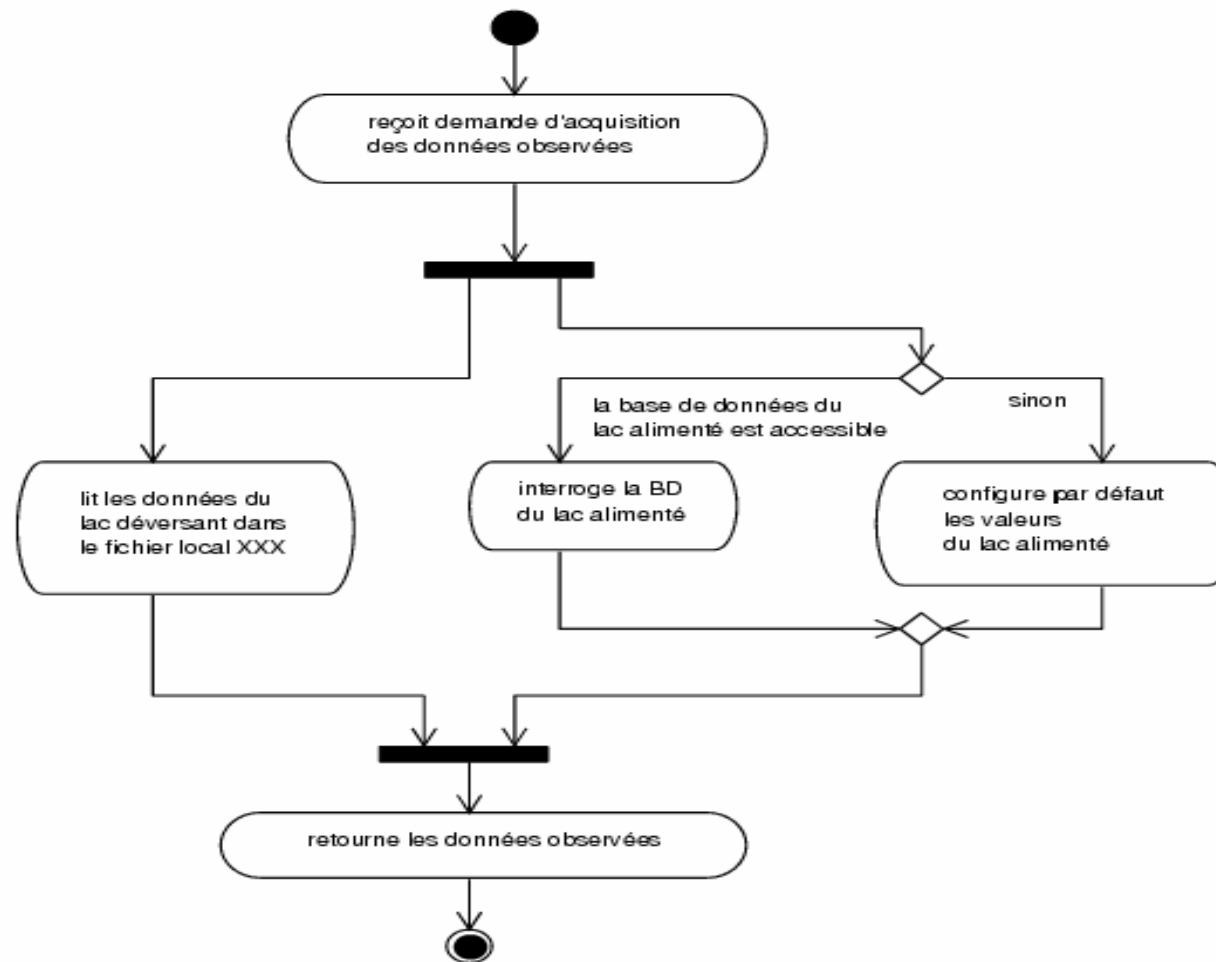 reçoit demande d'acquisition
des données observées
la base de données du
lac alimenté est accessible
sinon
lit les données du
lac déversant dans
le fichier local XXX
interroge la BD
du lac alimenté
configure par défaut
les valeurs
du lac alimenté
retourne les données observées